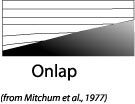 Onlap
(from Mitchum et al., 1977)